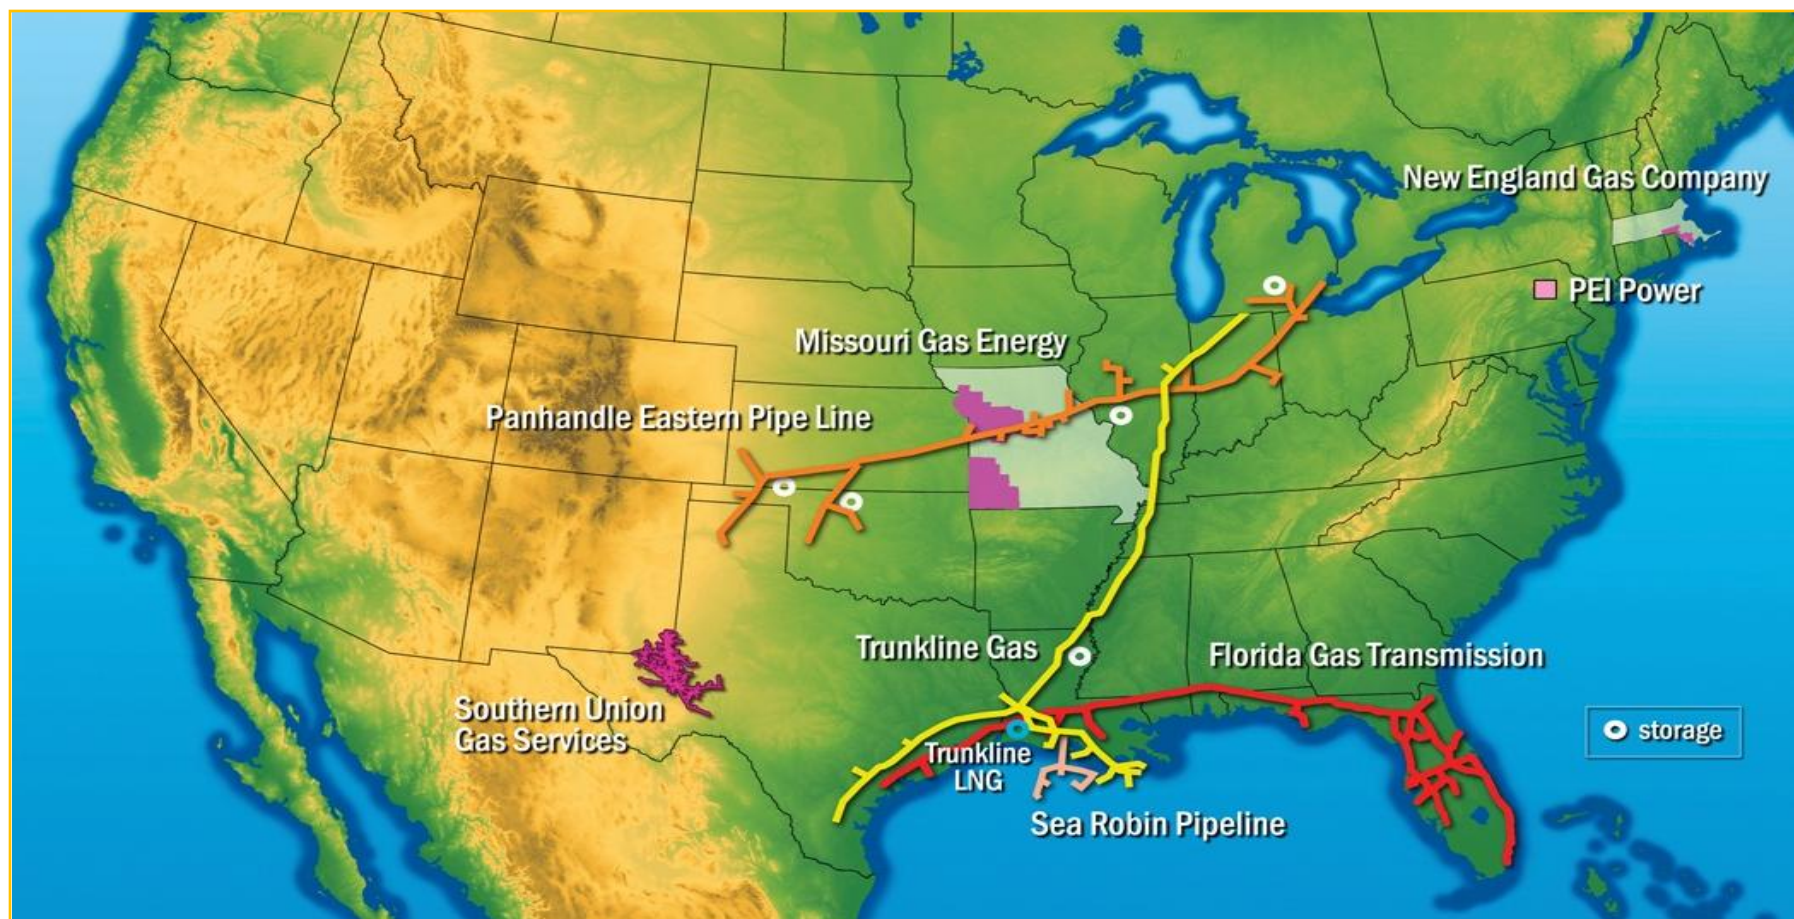 New England Gas Company
PEI Power
Missouri Gas Energy
Panhandle Eastern Pipe Line
Trunkline Gas
Florida Gas Transmission
Southern Union
Gas Services
storage
Trunkline
LNG
Sea Robin Pipeline